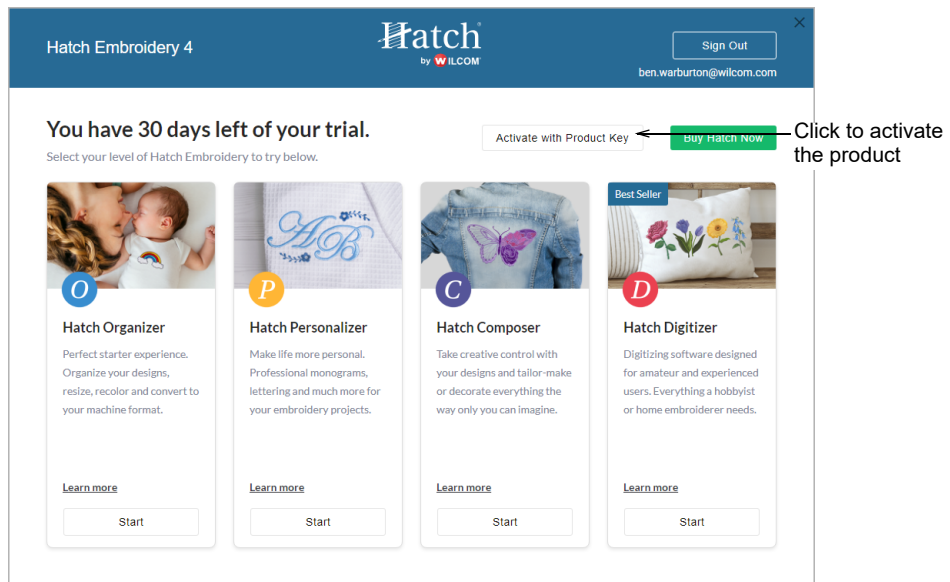 Hatch Embroidery 4
Hatch®
by WILCOM®
×
Sign Out
ben.warburton@wilcom.com
You have 30 days left of your trial.
Select your level of Hatch Embroidery to try below.
Activate with Product Key
Buy Hatch Now
Click to activate
the product
O
Hatch Organizer
Perfect starter experience.
Organize your designs,
resize, recolor and convert to
your machine format.
Learn more
Start
AB
P
Hatch Personalizer
Make life more personal.
Professional monograms,
lettering and much more for
your embroidery projects.
Learn more
Start
C
Hatch Composer
Take creative control with
your designs and tailor-make
or decorate everything the
way only you can imagine.
Learn more
Start
Best Seller
D
Hatch Digitizer
Digitizing software designed
for amateur and experienced
users. Everything a hobbyist
or home embroiderer needs.
Learn more
Start